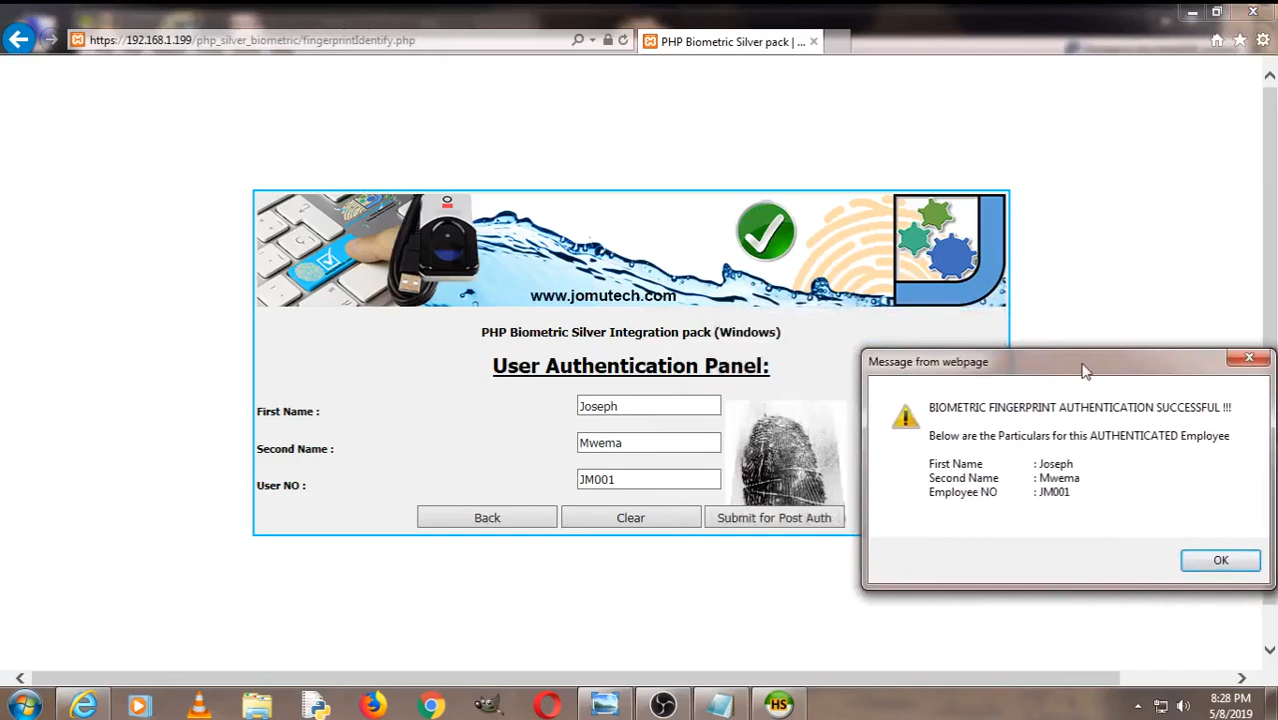 https://192.168.1.199/php_silver_biometric/fingerprintIdentify.php
PHP Biometric Silver pack | ...
www.jomutech.com
PHP Biometric Silver Integration pack (Windows)
User Authentication Panel:
First Name :
Joseph
Second Name :
Mwema
User NO :
JM001
Back
Clear
Submit for Post Auth
Message from webpage
BIOMETRIC FINGERPRINT AUTHENTICATION SUCCESSFUL !!!
Below are the Particulars for this AUTHENTICATED Employee
First Name : Joseph
Second Name : Mwema
Employee NO : JM001
OK
HS
8:28 PM
5/8/2019